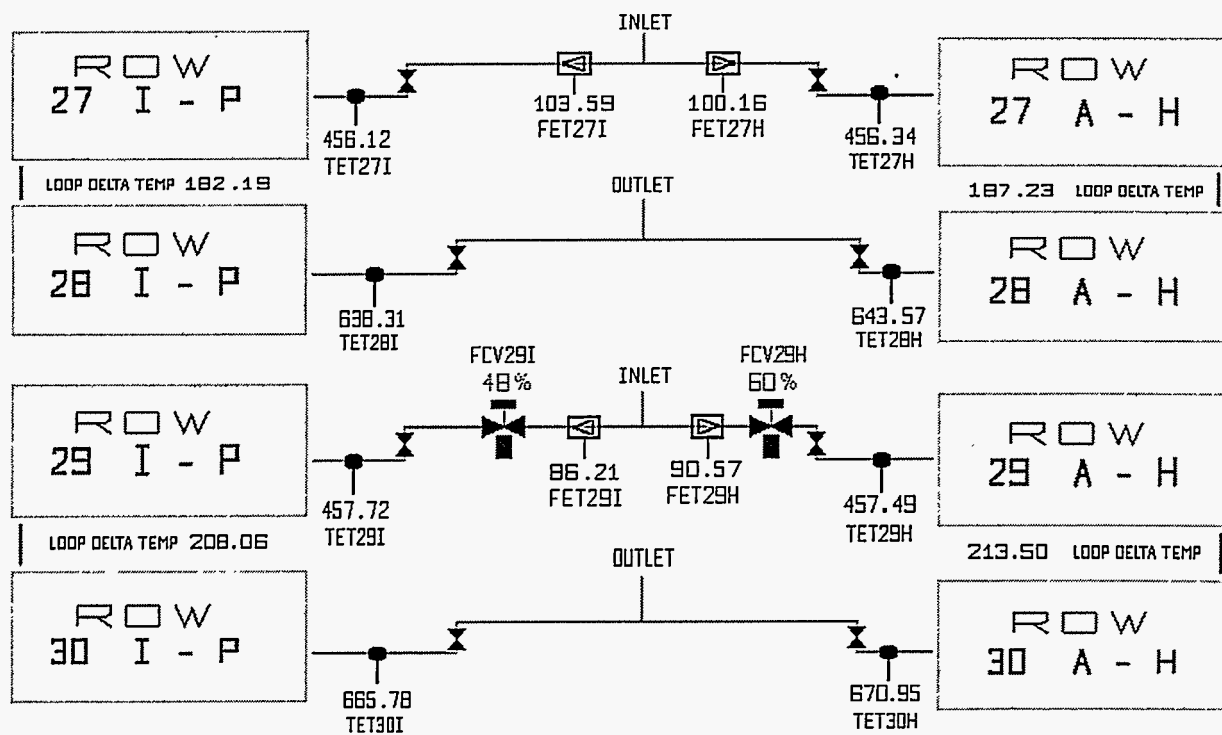 INLET
ROW
27 I - P
103.59
FET27I
100.16
FET27H
ROW
27 A - H
456.12
TET27I
456.34
TET27H
LOOP DELTA TEMP 182.19
OUTLET
187.23 LOOP DELTA TEMP
ROW
28 I - P
ROW
28 A - H
638.31
TET28I
643.57
TET28H
FCV29I
48%
INLET
FCV29H
60%
ROW
29 I - P
ROW
29 A - H
86.21
FET29I
90.57
FET29H
457.72
TET29I
457.49
TET29H
LOOP DELTA TEMP 208.06
OUTLET
213.50 LOOP DELTA TEMP
ROW
30 I - P
ROW
30 A - H
665.78
TET30I
670.95
TET30H